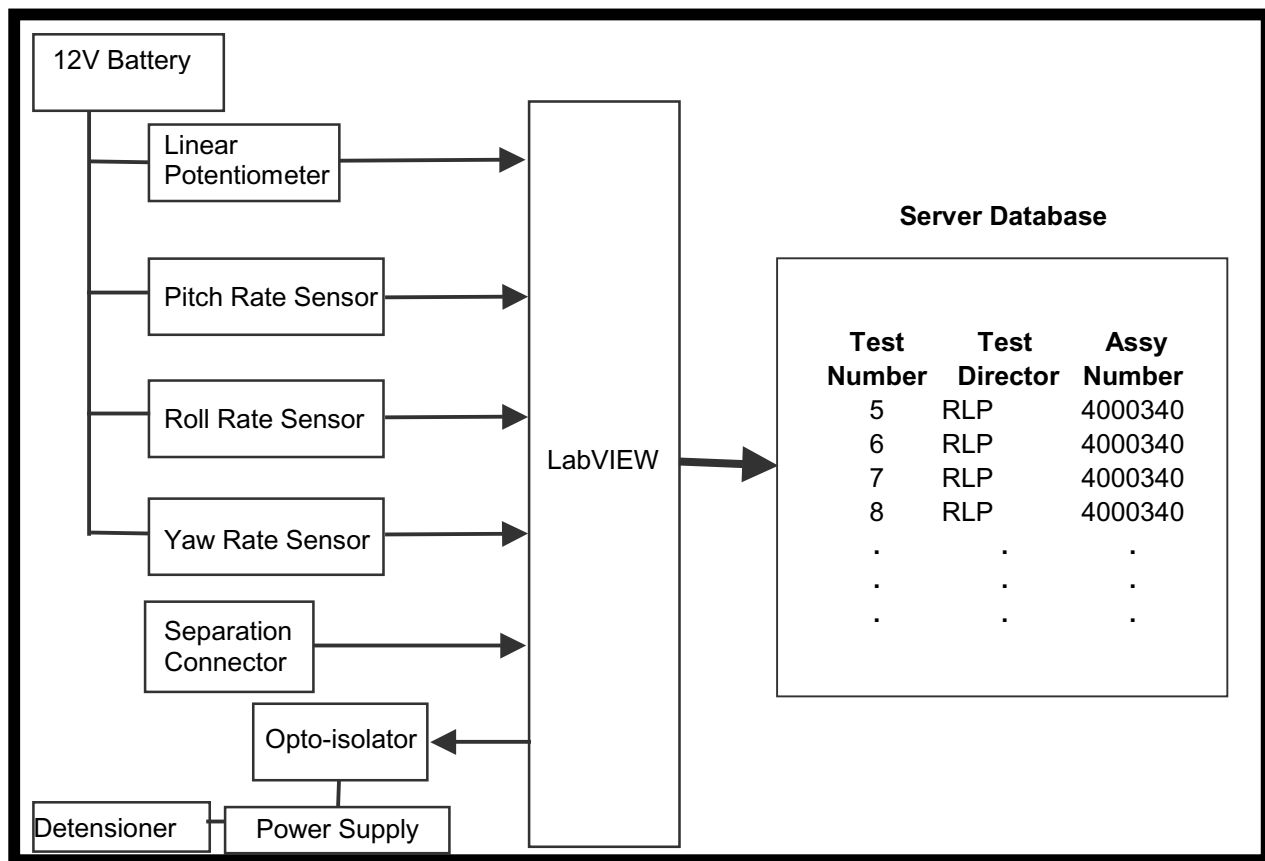 12V Battery
Linear
Potentiometer
Pitch Rate Sensor
Roll Rate Sensor
Yaw Rate Sensor
Separation
Connector
Opto-isolator
Detensioner
Power Supply
LabVIEW
Server Database
Test Test Assy
Number Director Number
5 RLP 4000340
6 RLP 4000340
7 RLP 4000340
8 RLP 4000340
. . .
. . .
. . .